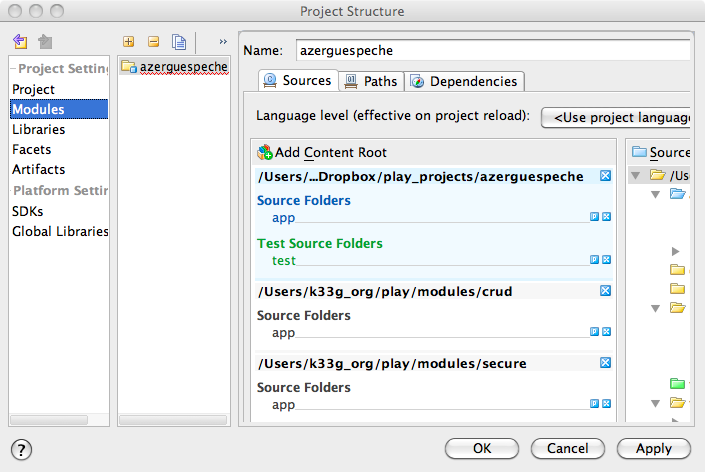 Project Structure
Project Settin
Project
Modules
Libraries
Facets
Artifacts
Platform Settin
SDKs
Global Libraries
azerguespeche
Name: azerguespeche
Sources Paths Dependencies
Language level (effective on project reload): <Use project language
Add Content Root
/Users/...Dropbox/play_projects/azerguespeche
Source Folders
app
Test Source Folders
test
/Users/k33g_org/play/modules/crud
Source Folders
app
/Users/k33g_org/play/modules/secure
Source Folders
app
Source
/Use
? OK Cancel Apply